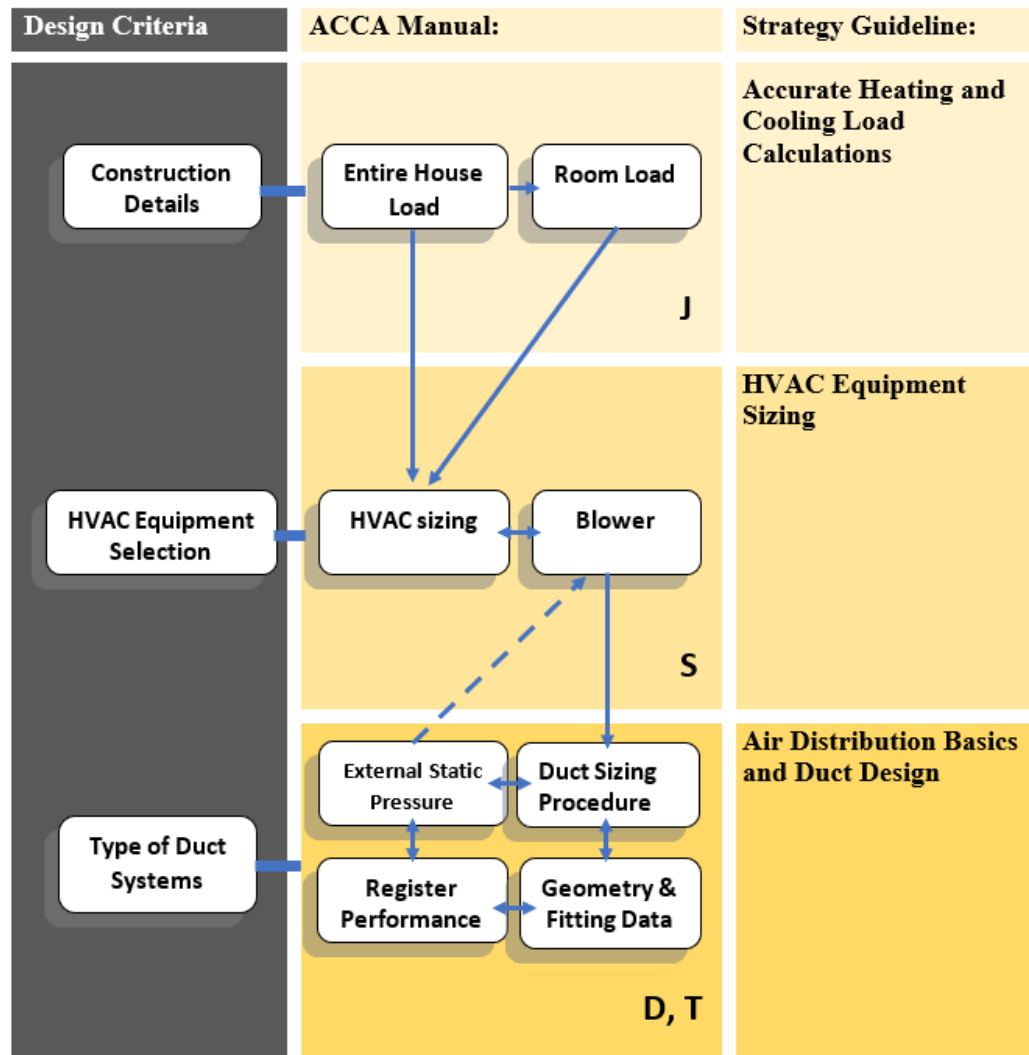 Design Criteria
ACCA Manual:
Strategy Guideline:
Accurate Heating and
Cooling Load
Calculations
Construction
Details
Entire House
Load
Room Load
J
HVAC Equipment
Sizing
HVAC Equipment
Selection
HVAC sizing
Blower
S
Air Distribution Basics
and Duct Design
External Static
Pressure
Duct Sizing
Procedure
Type of Duct
Systems
Register
Performance
Geometry &
Fitting Data
D, T